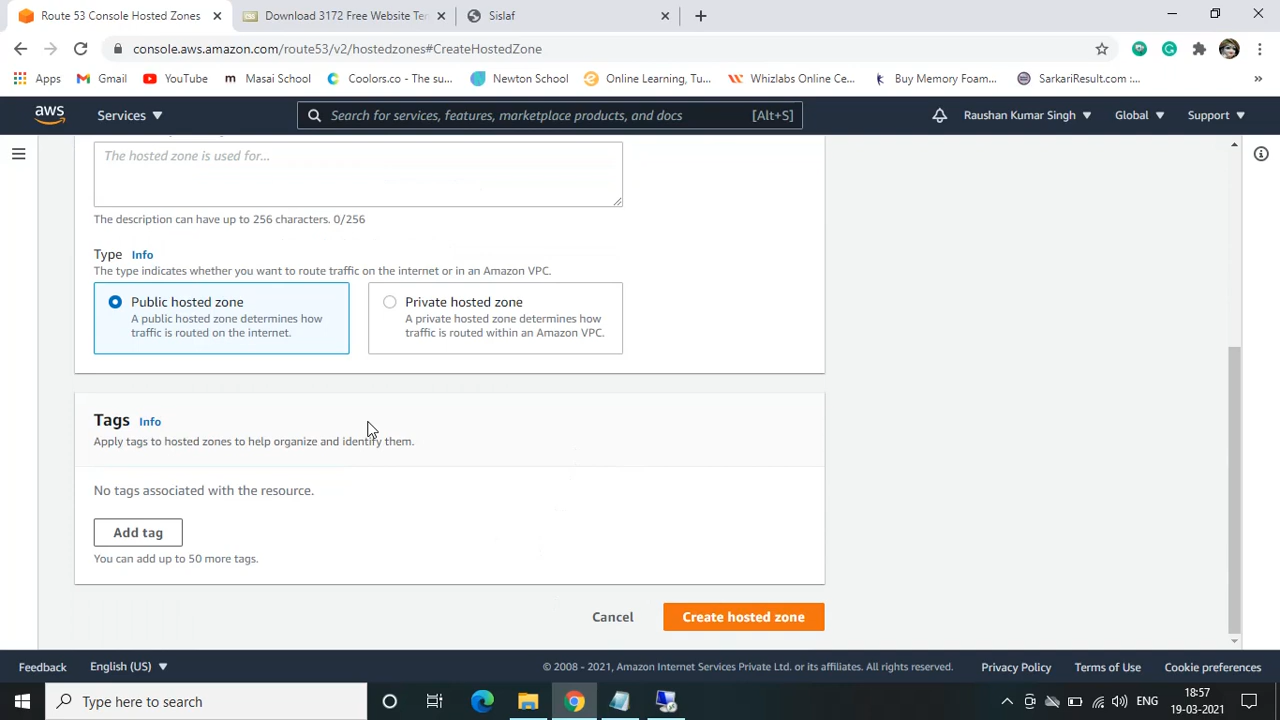 Route 53 Console Hosted Zones
Download 3172 Free Website Ter
Sislaf
console.aws.amazon.com/route53/v2/hostedzones#CreateHostedZone
Apps
Gmail
YouTube
m Masai School
Coolors.co - The su...
Newton School
Online Learning, Tu...
Whizlabs Online Ce...
Buy Memory Foam...
SarkariResult.com :...
»
aws
Services
Search for services, features, marketplace products, and docs
[Alt+S]
Raushan Kumar Singh
Global
Support
The hosted zone is used for...
The description can have up to 256 characters. 0/256
Type Info
The type indicates whether you want to route traffic on the internet or in an Amazon VPC.
Public hosted zone
A public hosted zone determines how
traffic is routed on the internet.
Private hosted zone
A private hosted zone determines how
traffic is routed within an Amazon VPC.
Tags Info
Apply tags to hosted zones to help organize and identify them.
No tags associated with the resource.
Add tag
You can add up to 50 more tags.
Cancel
Create hosted zone
Feedback
English (US)
© 2008 - 2021, Amazon Internet Services Private Ltd. or its affiliates. All rights reserved.
Privacy Policy
Terms of Use
Cookie preferences
Type here to search
ENG
18:57
19-03-2021